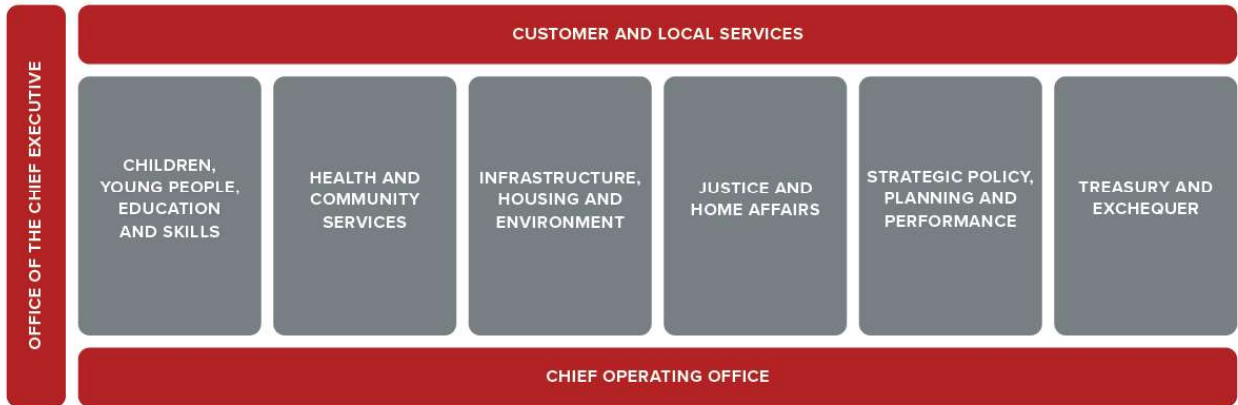 OFFICE OF THE CHIEF EXECUTIVE
CUSTOMER AND LOCAL SERVICES
CHILDREN,
YOUNG PEOPLE,
EDUCATION
AND SKILLS
HEALTH AND
COMMUNITY
SERVICES
INFRASTRUCTURE,
HOUSING AND
ENVIRONMENT
JUSTICE AND
HOME AFFAIRS
STRATEGIC POLICY,
PLANNING AND
PERFORMANCE
TREASURY AND
EXCHEQUER
CHIEF OPERATING OFFICE